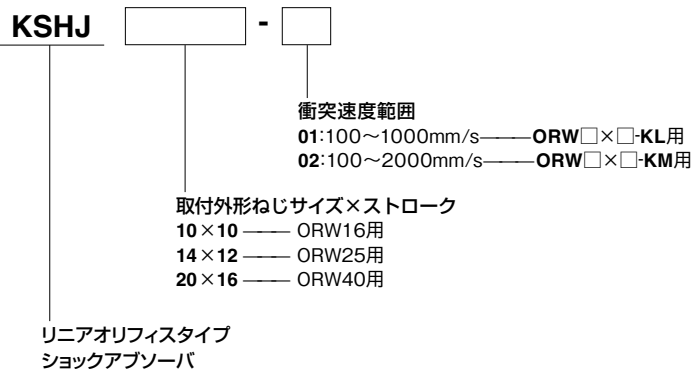 KSHJ □ - □
衝突速度範囲
01:100～1000mm/s――ORW□×□-KL用
02:100～2000mm/s――ORW□×□-KM用
取付外形ねじサイズ×ストローク
10×10 ―― ORW16用
14×12 ―― ORW25用
20×16 ―― ORW40用
リニアオリフィスタイプ
ショックアブソーバ